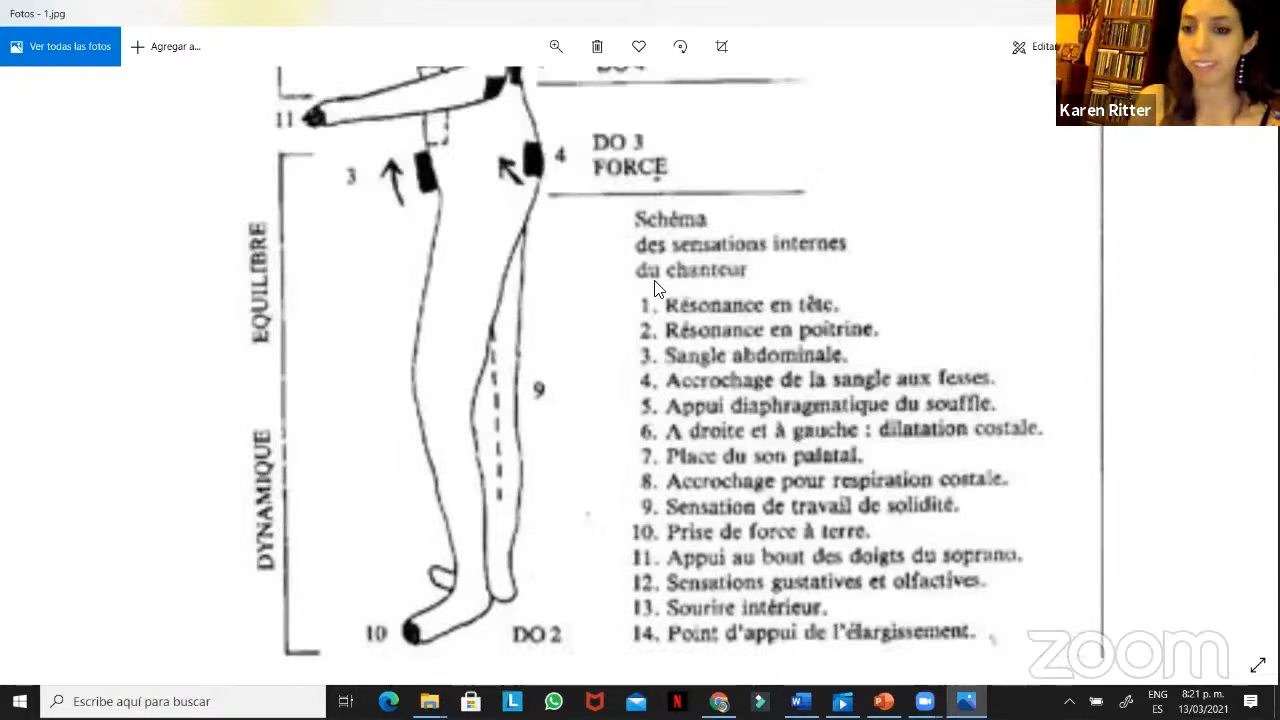 Fotos - 1.jpg
Ver todas las fotos
Agregar a...
Editar
Karen Ritter
11
3
4
DO 3
FORCE
EQUILIBRE
DYNAMIQUE
Schéma
des sensations internes
du chanteur
1. Résonance en tête.
2. Résonance en poitrine.
3. Sangle abdominale.
4. Accrochage de la sangle aux fesses.
5. Appui diaphragmatique du souffle.
6. A droite et à gauche : dilatation costale.
7. Place du son palatal.
8. Accrochage pour respiration costale.
9. Sensation de travail de solidité.
10. Prise de force à terre.
11. Appui au bout des doigts du soprano.
12. Sensations gustatives et olfactives.
13. Sourire intérieur.
14. Point d'appui de l'élargissement.
9
10
DO 2
zoom
Escribe aquí para buscar
ENG
ES
8:21 p. m.
13/03/2021